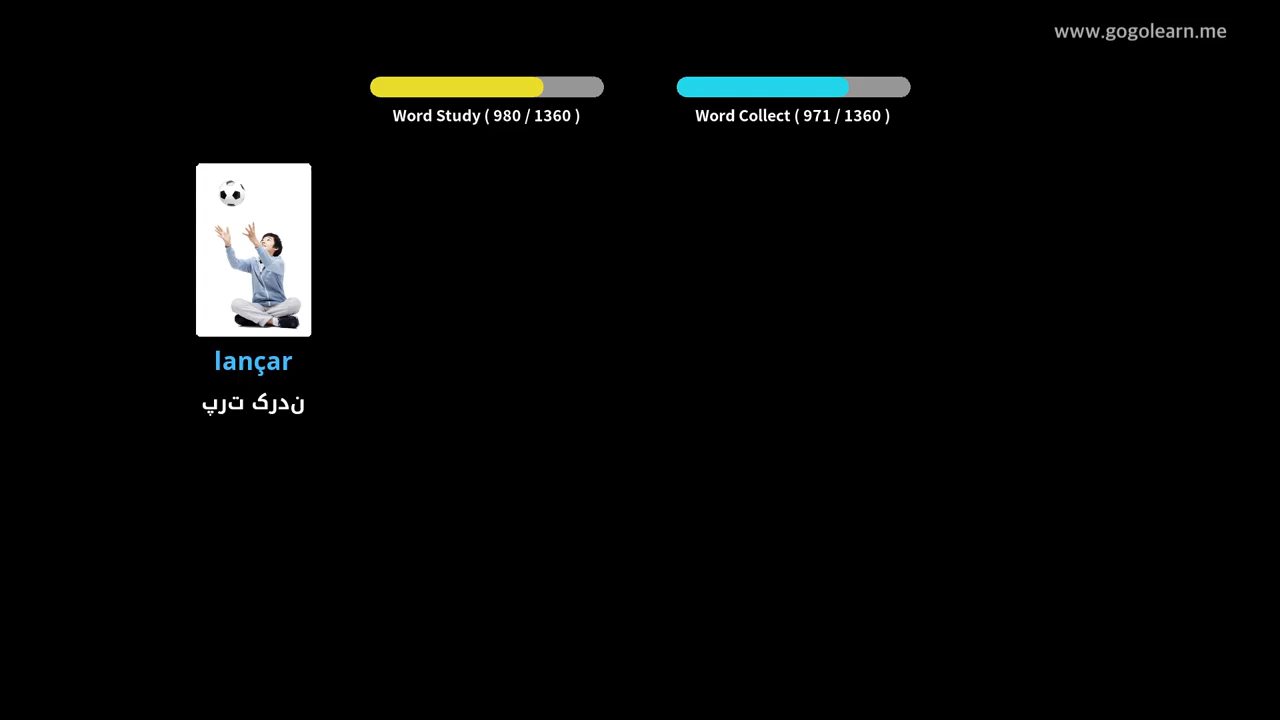 www.gogolearn.me
Word Study ( 980 / 1360 )
Word Collect ( 971 / 1360 )
lançar
پرت کردن